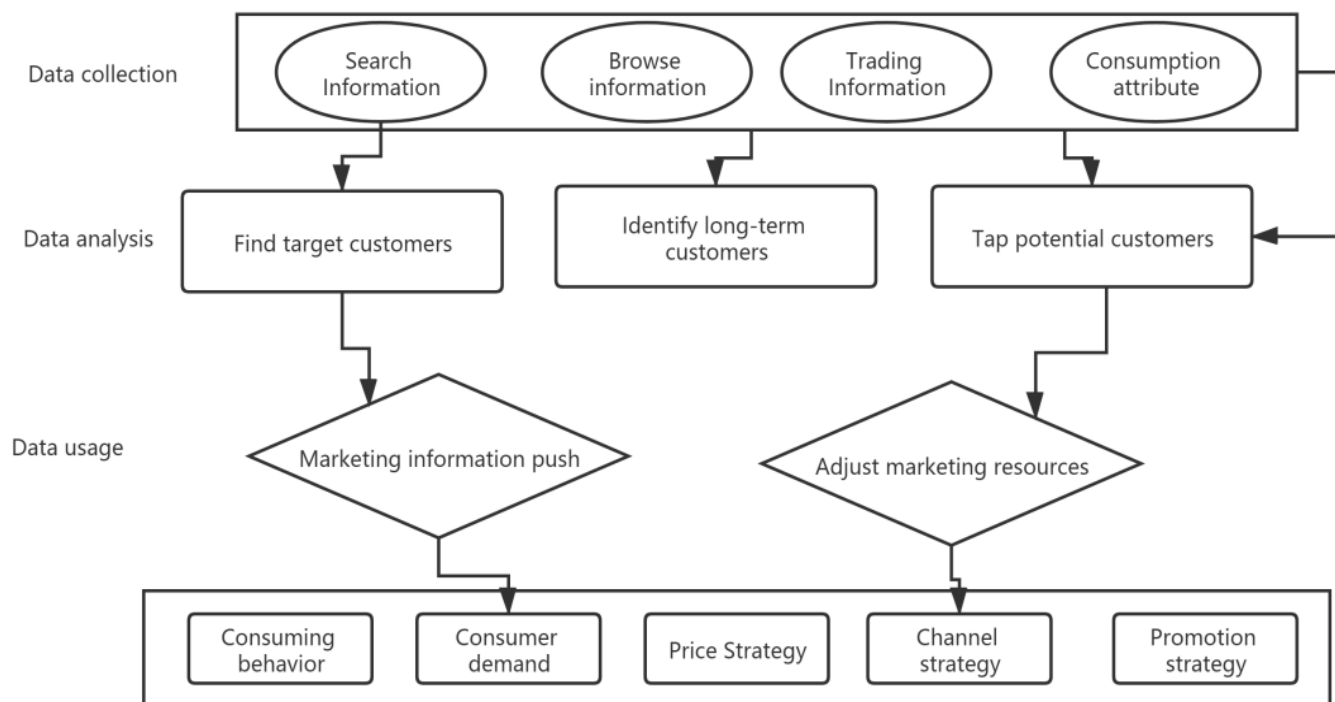 Data collection
Search
Information
Browse
information
Trading
Information
Consumption
attribute
Data analysis
Find target customers
Identify long-term
customers
Tap potential customers
Data usage
Marketing information push
Adjust marketing resources
Consuming
behavior
Consumer
demand
Price Strategy
Channel
strategy
Promotion
strategy